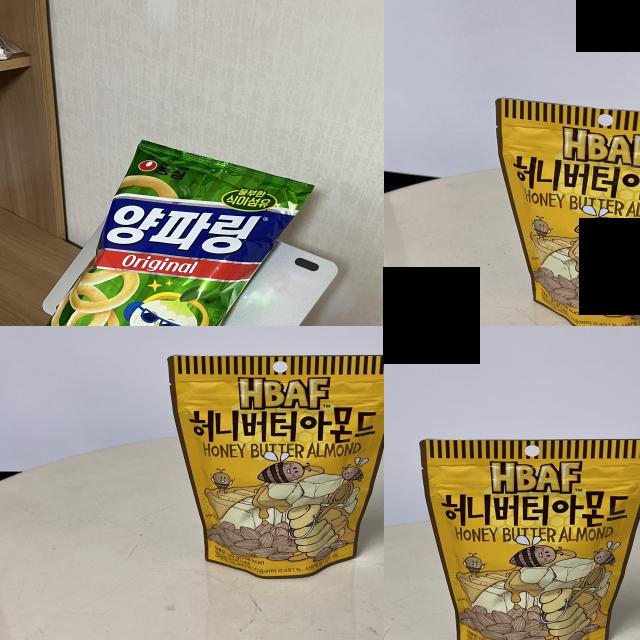 농심
풍부한
식이섬유
양파링
Original
HBAF
허니버터아
HONEY BUTTER AL
HBAF
허니버터아몬드
HONEY BUTTER ALMOND
HBAF
허니버터아몬드
HONEY BUTTER ALMOND